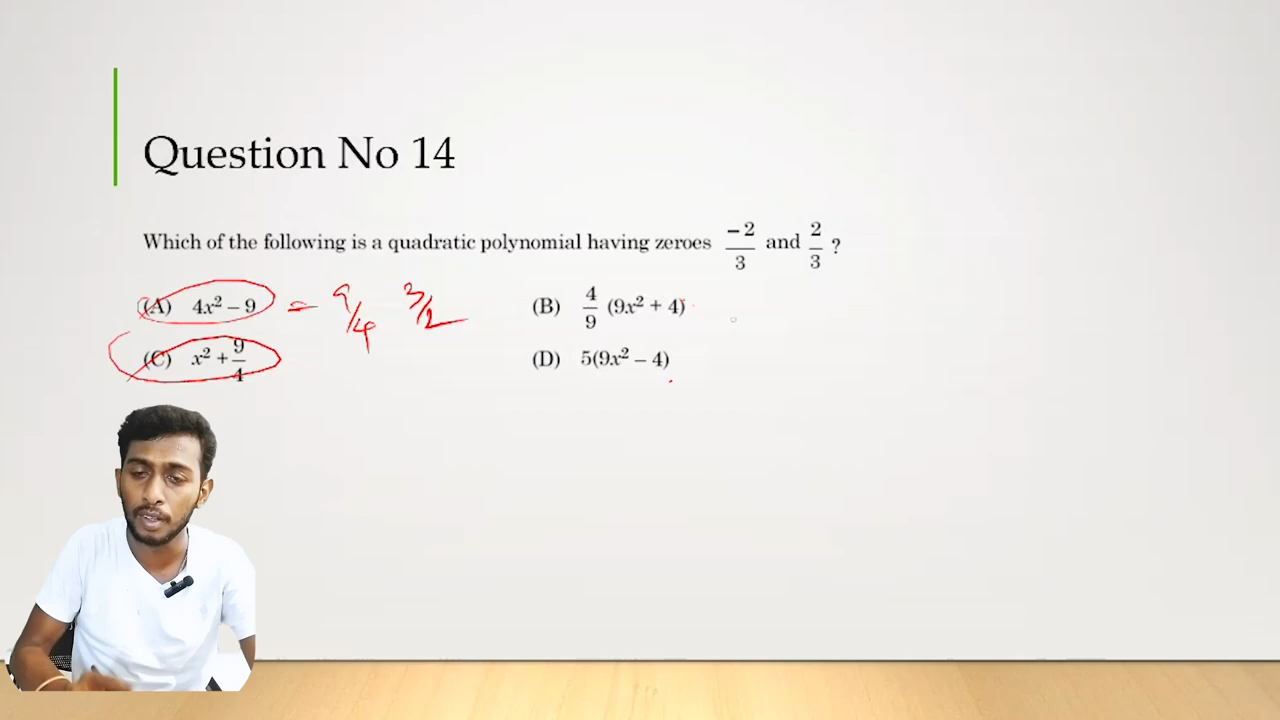 Question No 14
Which of the following is a quadratic polynomial having zeroes -2/3 and 2/3 ?
(A) 4x² – 9 = 9/4 3/2 (B) 4/9 (9x² + 4)
(C) x² + 9/4 (D) 5(9x² – 4)